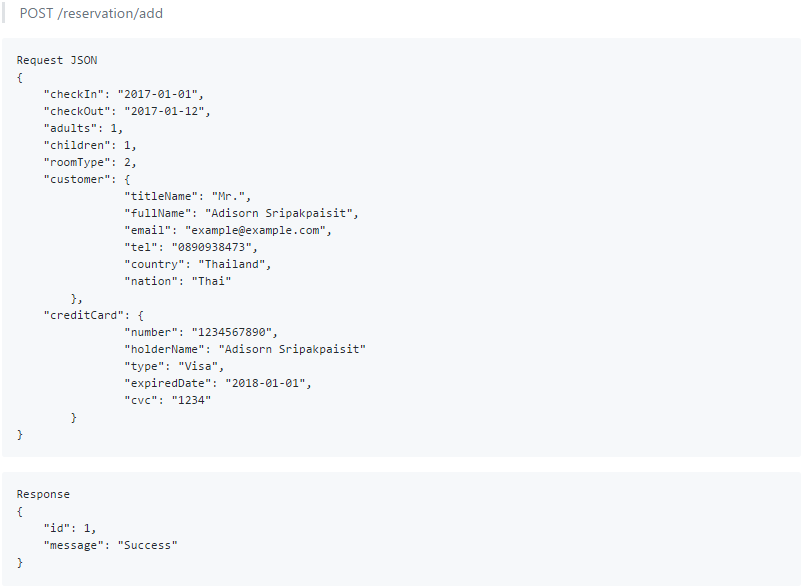 POST /reservation/add
Request JSON
{
    "checkIn": "2017-01-01",
    "checkOut": "2017-01-12",
    "adults": 1,
    "children": 1,
    "roomType": 2,
    "customer": {
                "titleName": "Mr.",
                "fullName": "Adisorn Sripakpaisit",
                "email": "example@example.com",
                "tel": "0890938473",
                "country": "Thailand",
                "nation": "Thai"
        },
    "creditCard": {
                "number": "1234567890",
                "holderName": "Adisorn Sripakpaisit"
                "type": "Visa",
                "expiredDate": "2018-01-01",
                "cvc": "1234"
        }
}
Response
{
    "id": 1,
    "message": "Success"
}